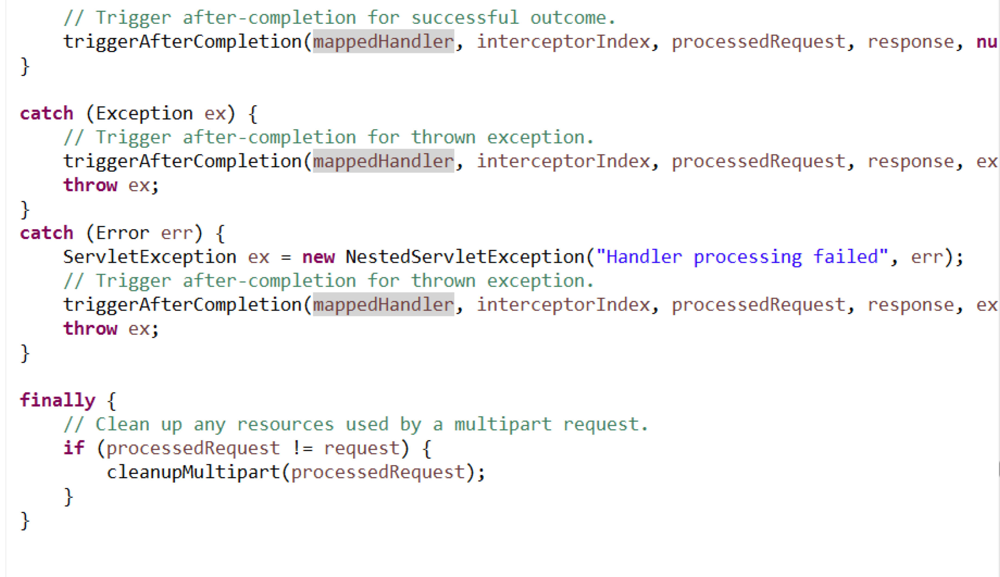 // Trigger after-completion for successful outcome.
triggerAfterCompletion(mappedHandler, interceptorIndex, processedRequest, response, nu
}
catch (Exception ex) {
// Trigger after-completion for thrown exception.
triggerAfterCompletion(mappedHandler, interceptorIndex, processedRequest, response, ex
throw ex;
}
catch (Error err) {
ServletException ex = new NestedServletException("Handler processing failed", err);
// Trigger after-completion for thrown exception.
triggerAfterCompletion(mappedHandler, interceptorIndex, processedRequest, response, ex
throw ex;
}
finally {
// Clean up any resources used by a multipart request.
if (processedRequest != request) {
cleanupMultipart(processedRequest);
}
}